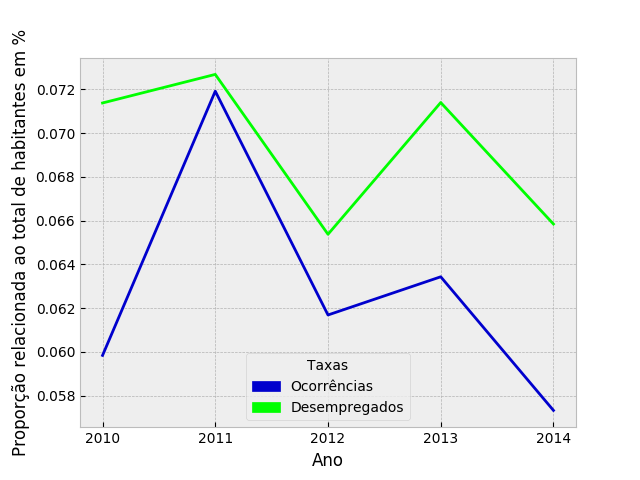 Proporção relacionada ao total de habitantes em %
0.072
0.070
0.068
0.066
0.064
0.062
0.060
0.058
Taxas
Ocorrências
Desempregados
2010 2011 2012 2013 2014
Ano